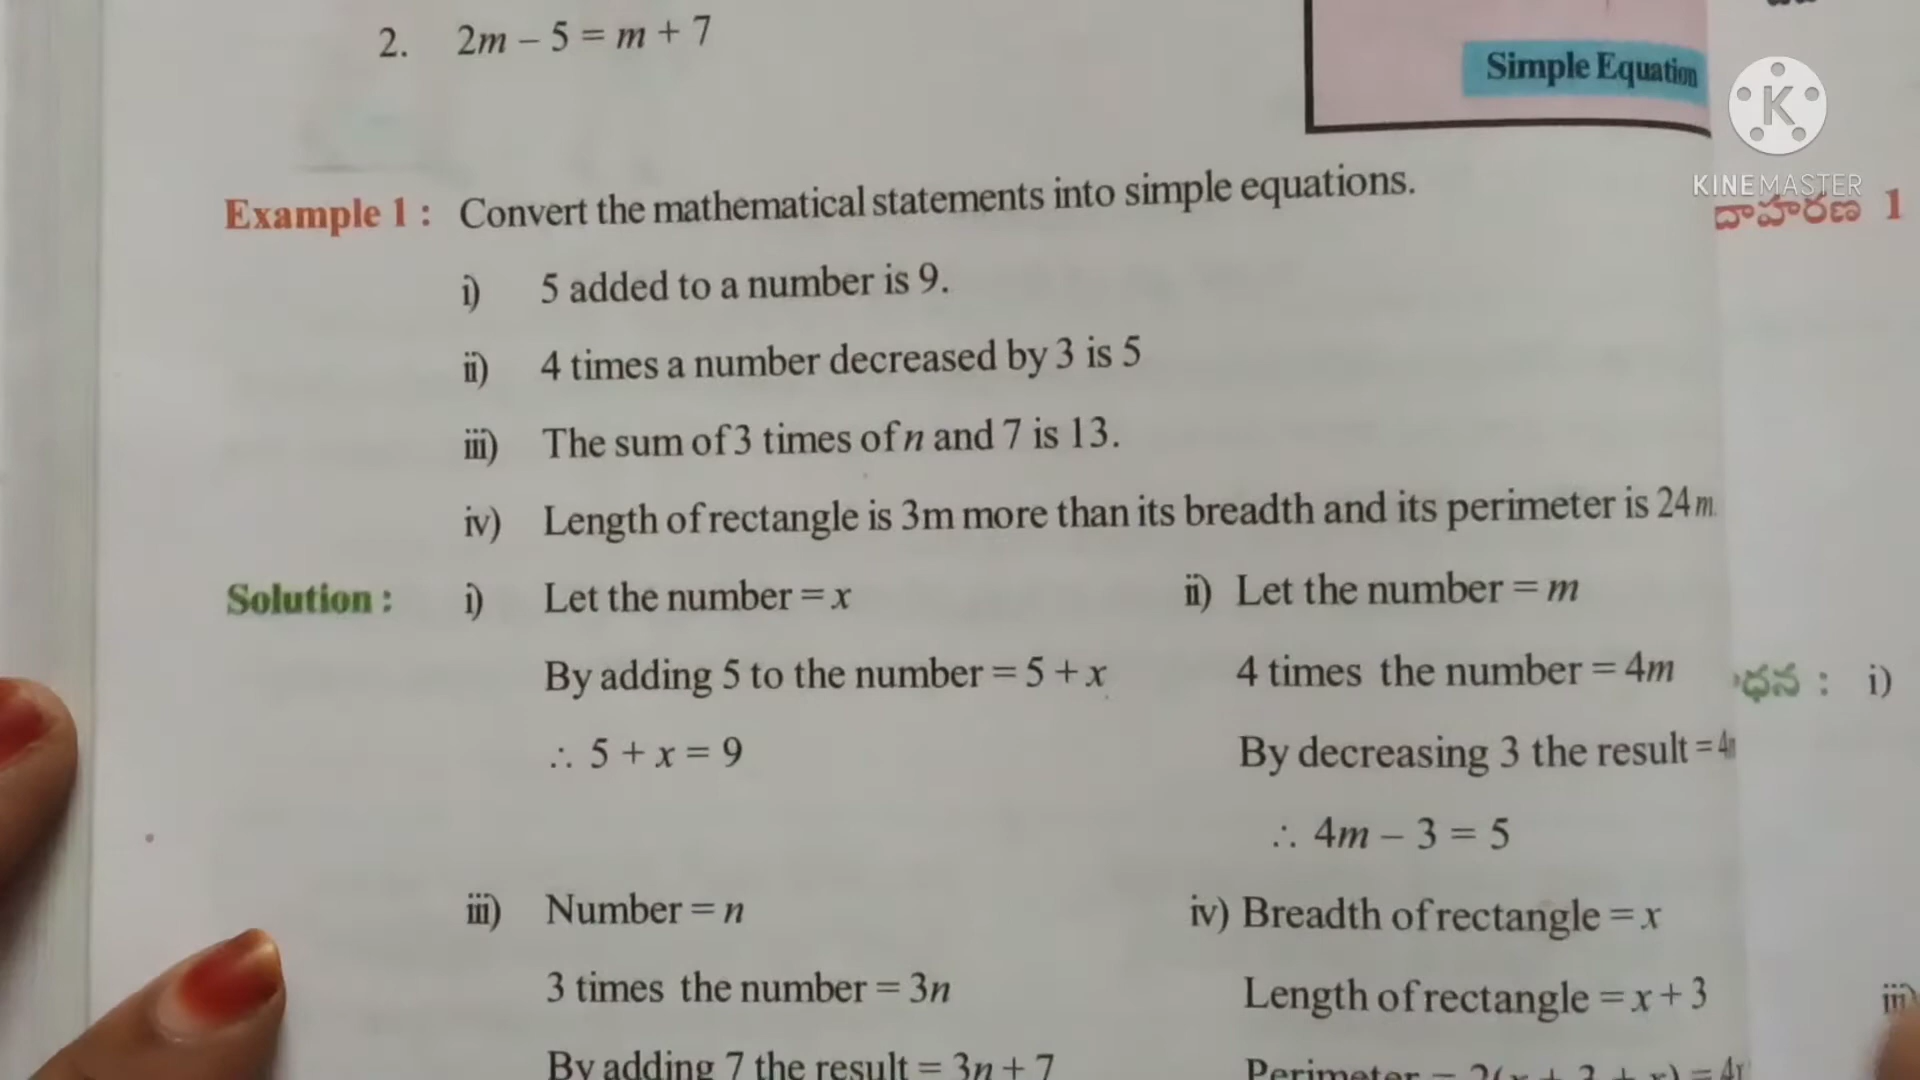 2. 2m – 5 = m + 7
Simple Equation
K
KINEMASTER
Example 1 : Convert the mathematical statements into simple equations.
దాహరణ 1
i) 5 added to a number is 9.
ii) 4 times a number decreased by 3 is 5
iii) The sum of 3 times of n and 7 is 13.
iv) Length of rectangle is 3m more than its breadth and its perimeter is 24m
Solution : i) Let the number = x
ii) Let the number = m
By adding 5 to the number = 5 + x
4 times the number = 4m
ధన : i)
∴ 5 + x = 9
By decreasing 3 the result =
∴ 4m – 3 = 5
iii) Number = n
iv) Breadth of rectangle = x
3 times the number = 3n
Length of rectangle = x + 3
iii)
By adding 7 the result = 3n + 7
Perimeter = 2(x + 3 + x) =